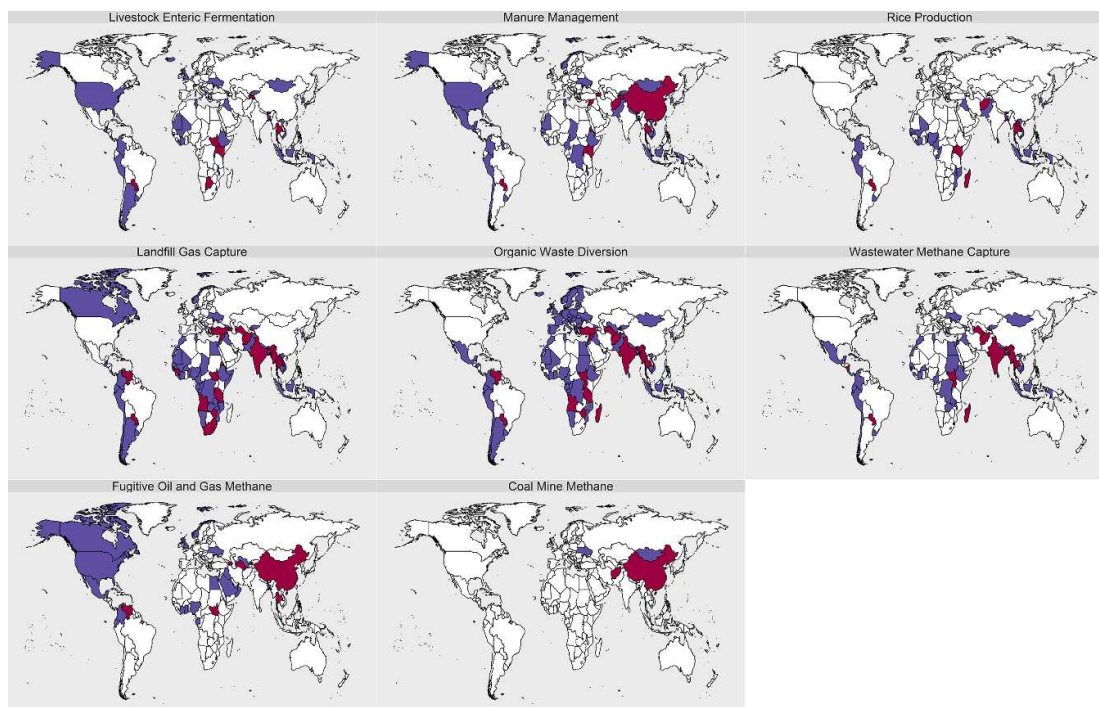 Livestock Enteric Fermentation
Manure Management
Rice Production
Landfill Gas Capture
Organic Waste Diversion
Wastewater Methane Capture
Fugitive Oil and Gas Methane
Coal Mine Methane